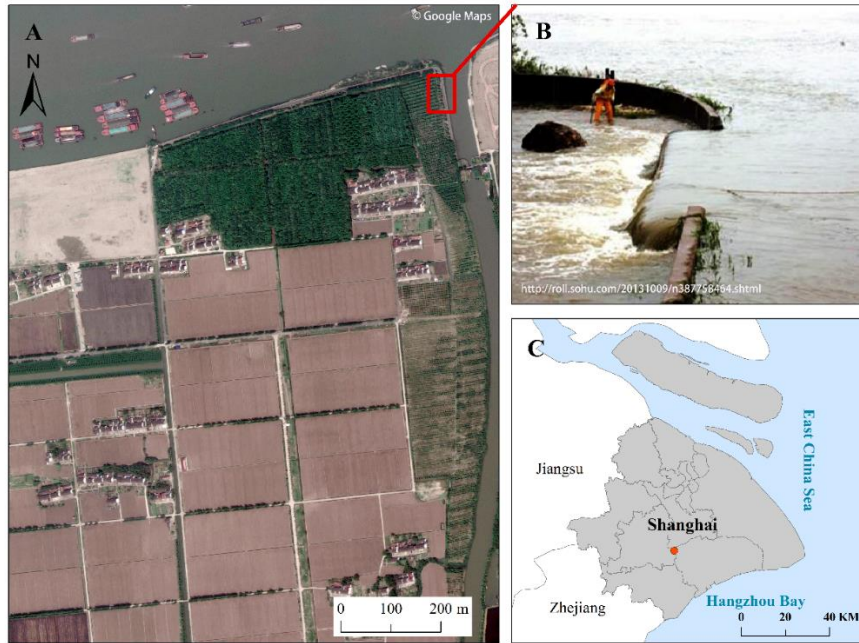 A
© Google Maps
N
0 100 200 m
B
http://roll.sohu.com/20131009/n387758464.shtml
C
Jiangsu
East China Sea
Shanghai
Zhejiang
Hangzhou Bay
0 20 40 KM